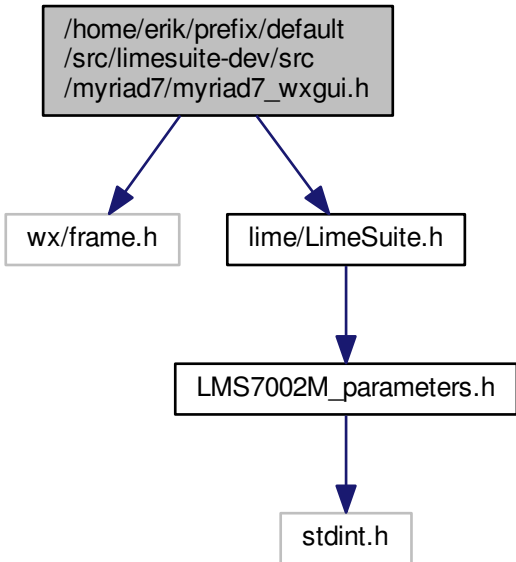 /home/erik/prefix/default
/src/limesuite-dev/src
/myriad7/myriad7_wxgui.h
wx/frame.h
lime/LimeSuite.h
LMS7002M_parameters.h
stdint.h